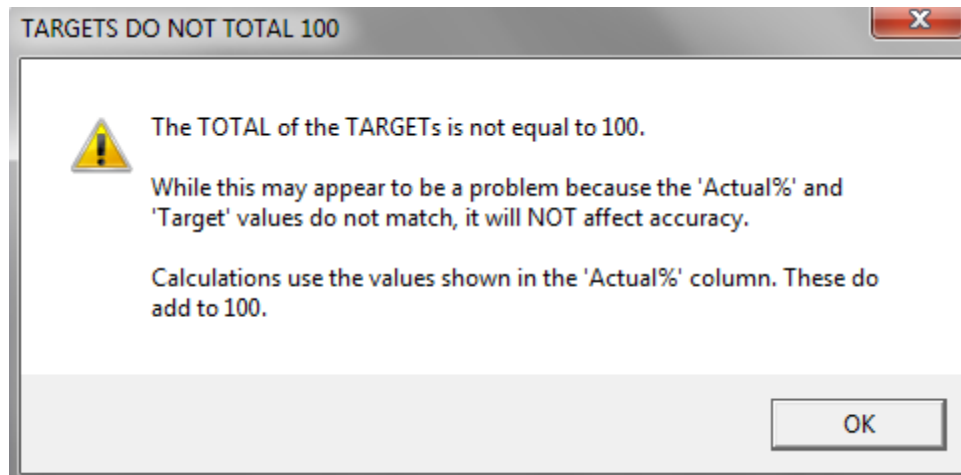 TARGETS DO NOT TOTAL 100
The TOTAL of the TARGETs is not equal to 100.
While this may appear to be a problem because the 'Actual%' and
'Target' values do not match, it will NOT affect accuracy.
Calculations use the values shown in the 'Actual%' column. These do
add to 100.
OK